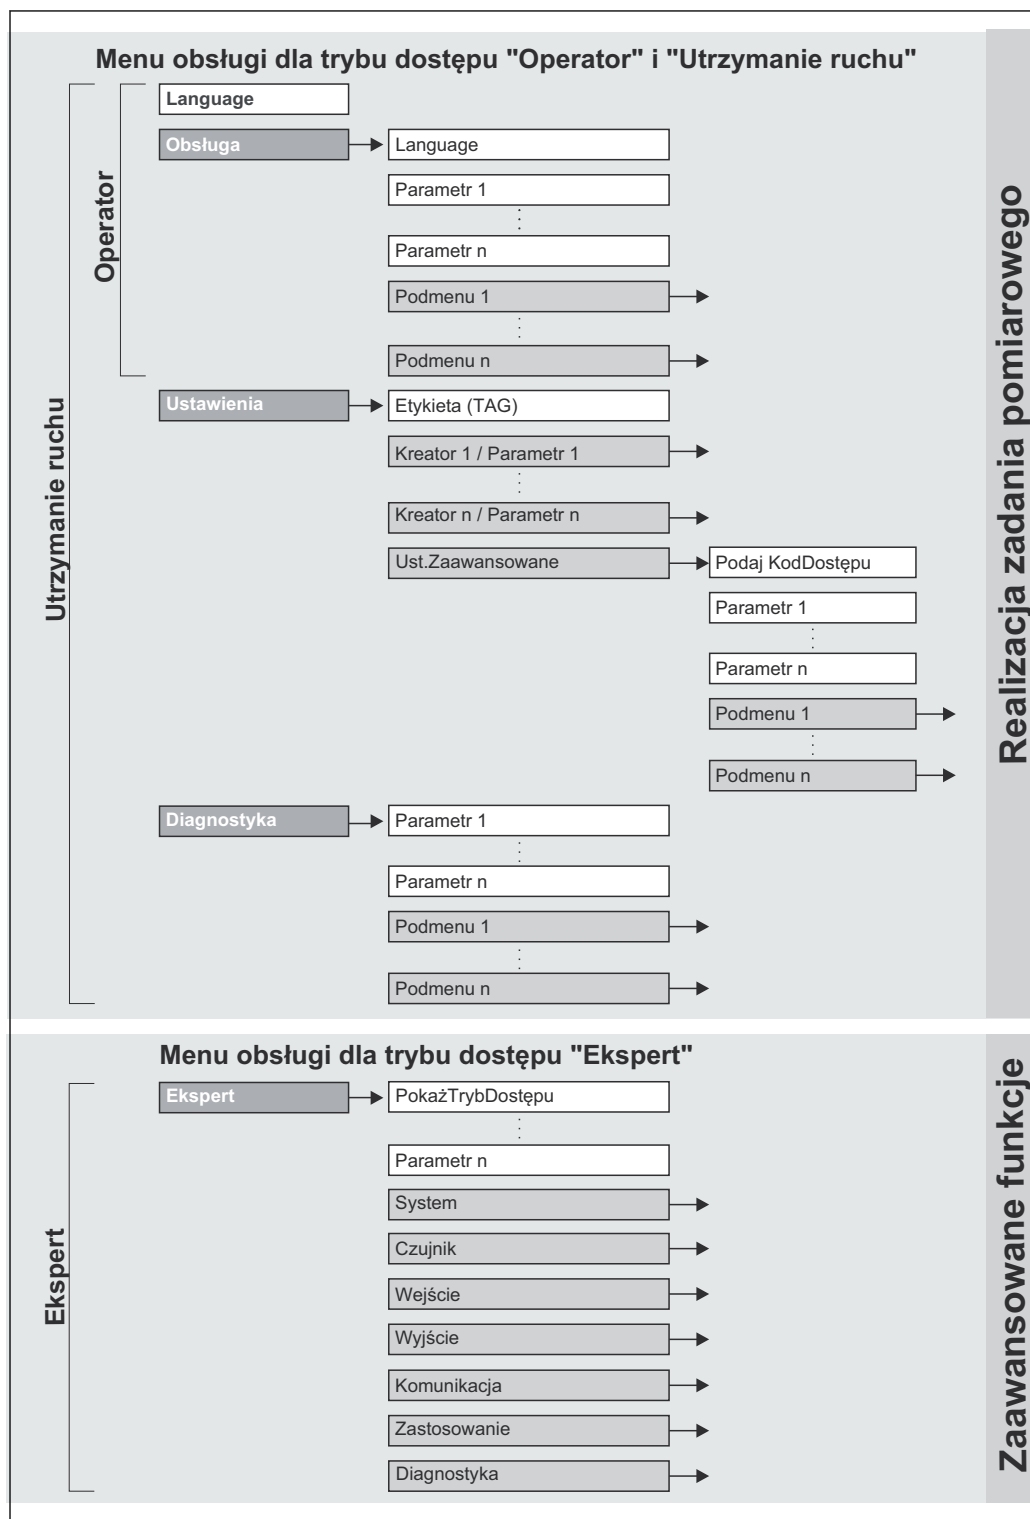 Menu obsługi dla trybu dostępu "Operator" i "Utrzymanie ruchu"
Language
Obsługa
Language
Parametr 1
Parametr n
Podmenu 1
Podmenu n
Ustawienia
Etykieta (TAG)
Kreator 1 / Parametr 1
Kreator n / Parametr n
Ust.Zaawansowane
Podaj KodDostępu
Parametr 1
Parametr n
Podmenu 1
Podmenu n
Diagnostyka
Parametr 1
Parametr n
Podmenu 1
Podmenu n
Operator
Utrzymanie ruchu
Realizacja zadania pomiarowego
Menu obsługi dla trybu dostępu "Ekspert"
Ekspert
PokażTrybDostępu
Parametr n
System
Czujnik
Wejście
Wyjście
Komunikacja
Zastosowanie
Diagnostyka
Ekspert
Zaawansowane funkcje